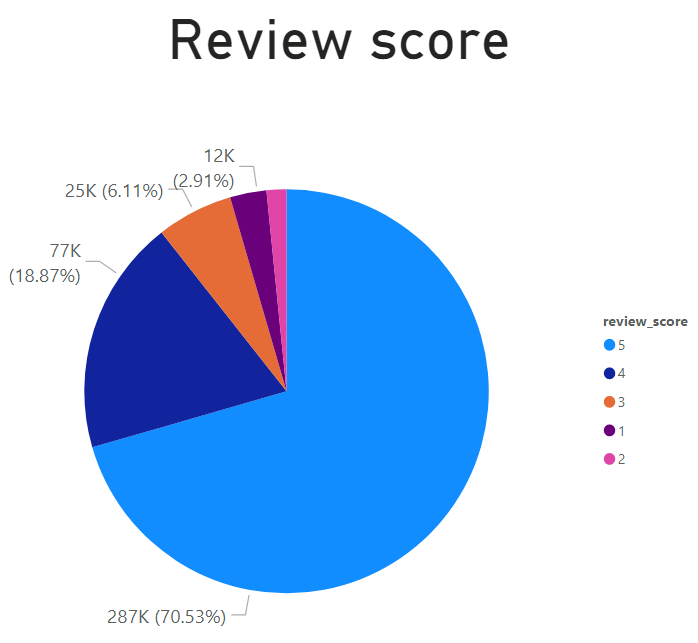 Review score
12K
(2.91%)
25K (6.11%)
77K
(18.87%)
287K (70.53%)
review_score
5
4
3
1
2